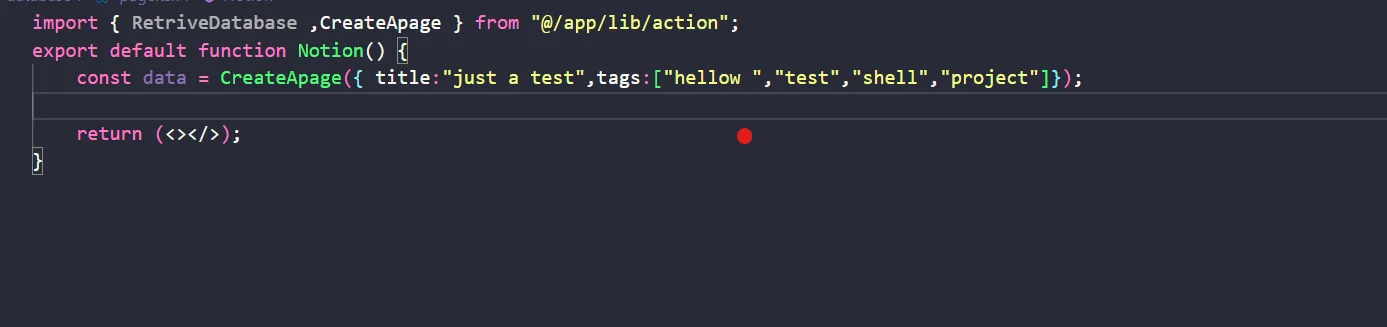 import { RetriveDatabase ,CreateApage } from "@/app/lib/action";
export default function Notion() {
    const data = CreateApage({ title:"just a test",tags:["hellow ","test","shell","project"]});
    return (<></>);
}